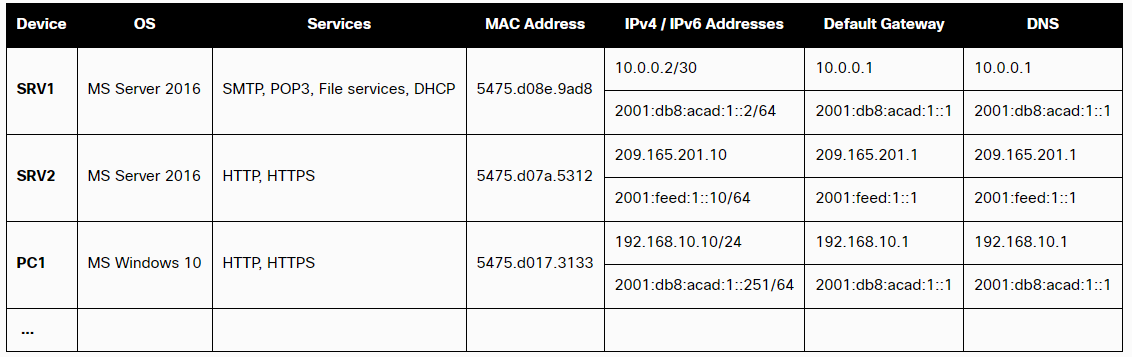 Device OS Services MAC Address IPv4 / IPv6 Addresses Default Gateway DNS
10.0.0.2/30 10.0.0.1 10.0.0.1
SRV1 MS Server 2016 SMTP, POP3, File services, DHCP 5475.d08e.9ad8
2001:db8:acad:1::2/64 2001:db8:acad:1::1 2001:db8:acad:1::1
209.165.201.10 209.165.201.1 209.165.201.1
SRV2 MS Server 2016 HTTP, HTTPS 5475.d07a.5312
2001:feed:1::10/64 2001:feed:1::1 2001:feed:1::1
192.168.10.10/24 192.168.10.1 192.168.10.1
PC1 MS Windows 10 HTTP, HTTPS 5475.d017.3133
2001:db8:acad:1::251/64 2001:db8:acad:1::1 2001:db8:acad:1::1
...